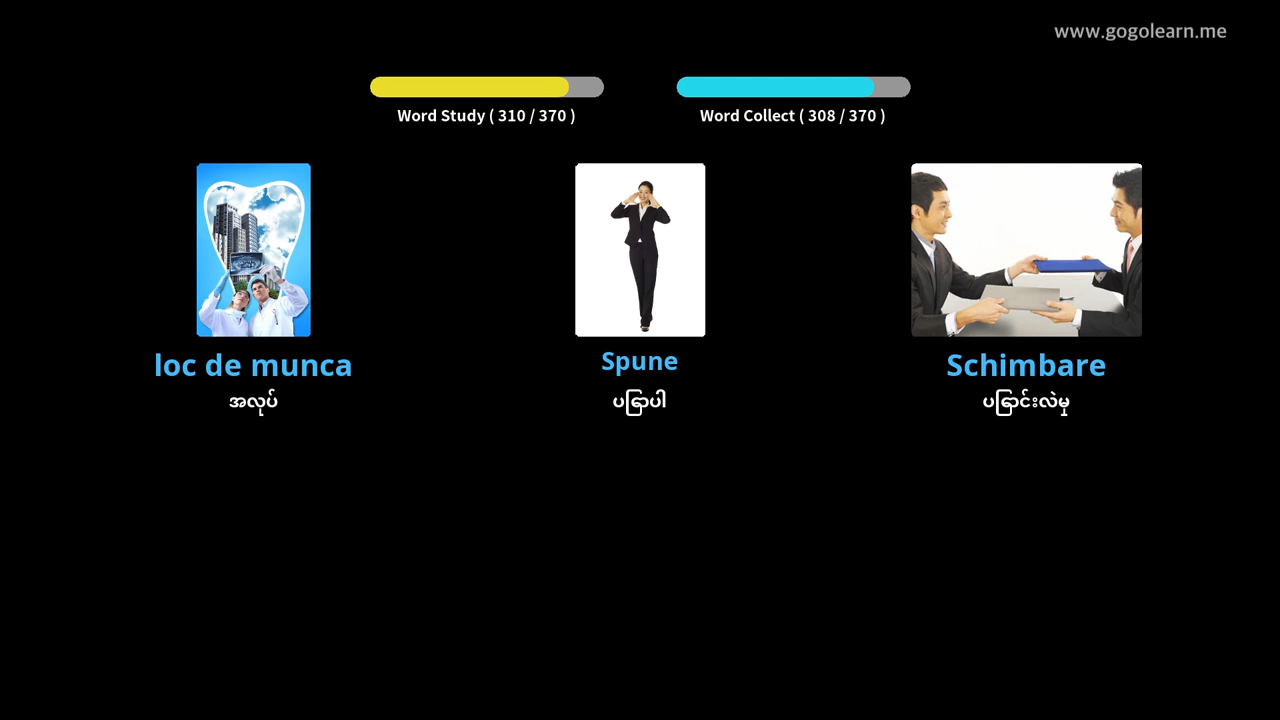 www.gogolearn.me
Word Study ( 310 / 370 )
Word Collect ( 308 / 370 )
loc de munca
Spune
Schimbare
အလုပ်
ပြောပါ
ပြောင်းလဲမှု